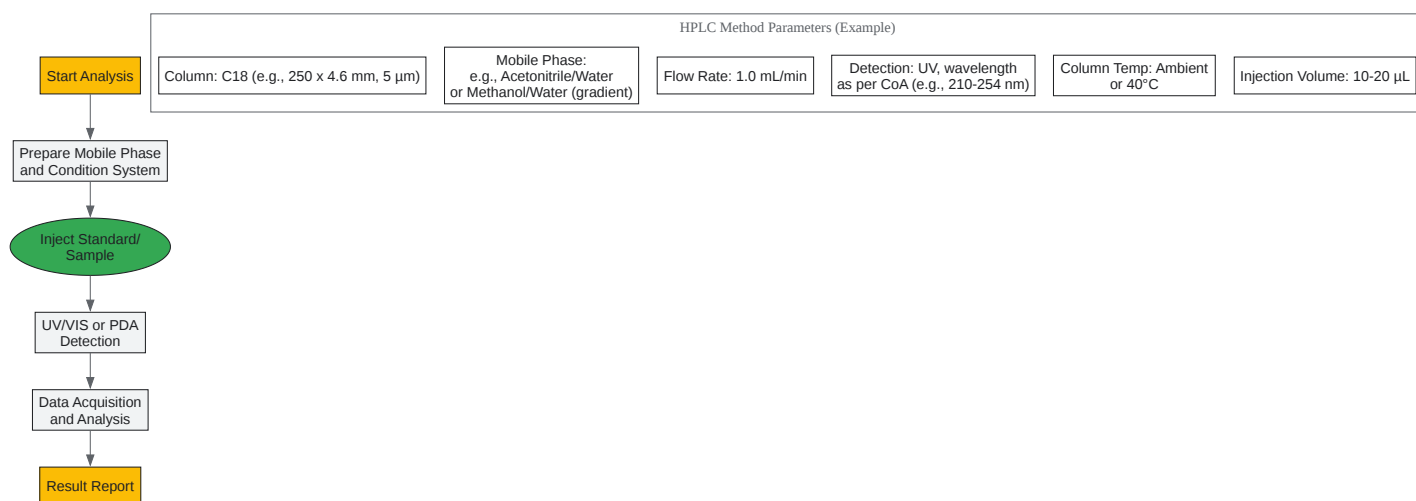 HPLC Method Parameters (Example)
Start Analysis
Column: C18 (e.g., 250 x 4.6 mm, 5 µm)
Mobile Phase:
e.g., Acetonitrile/Water
or Methanol/Water (gradient)
Flow Rate: 1.0 mL/min
Detection: UV, wavelength
as per CoA (e.g., 210-254 nm)
Column Temp: Ambient
or 40°C
Injection Volume: 10-20 µL
Prepare Mobile Phase
and Condition System
Inject Standard/
Sample
UV/VIS or PDA
Detection
Data Acquisition
and Analysis
Result Report